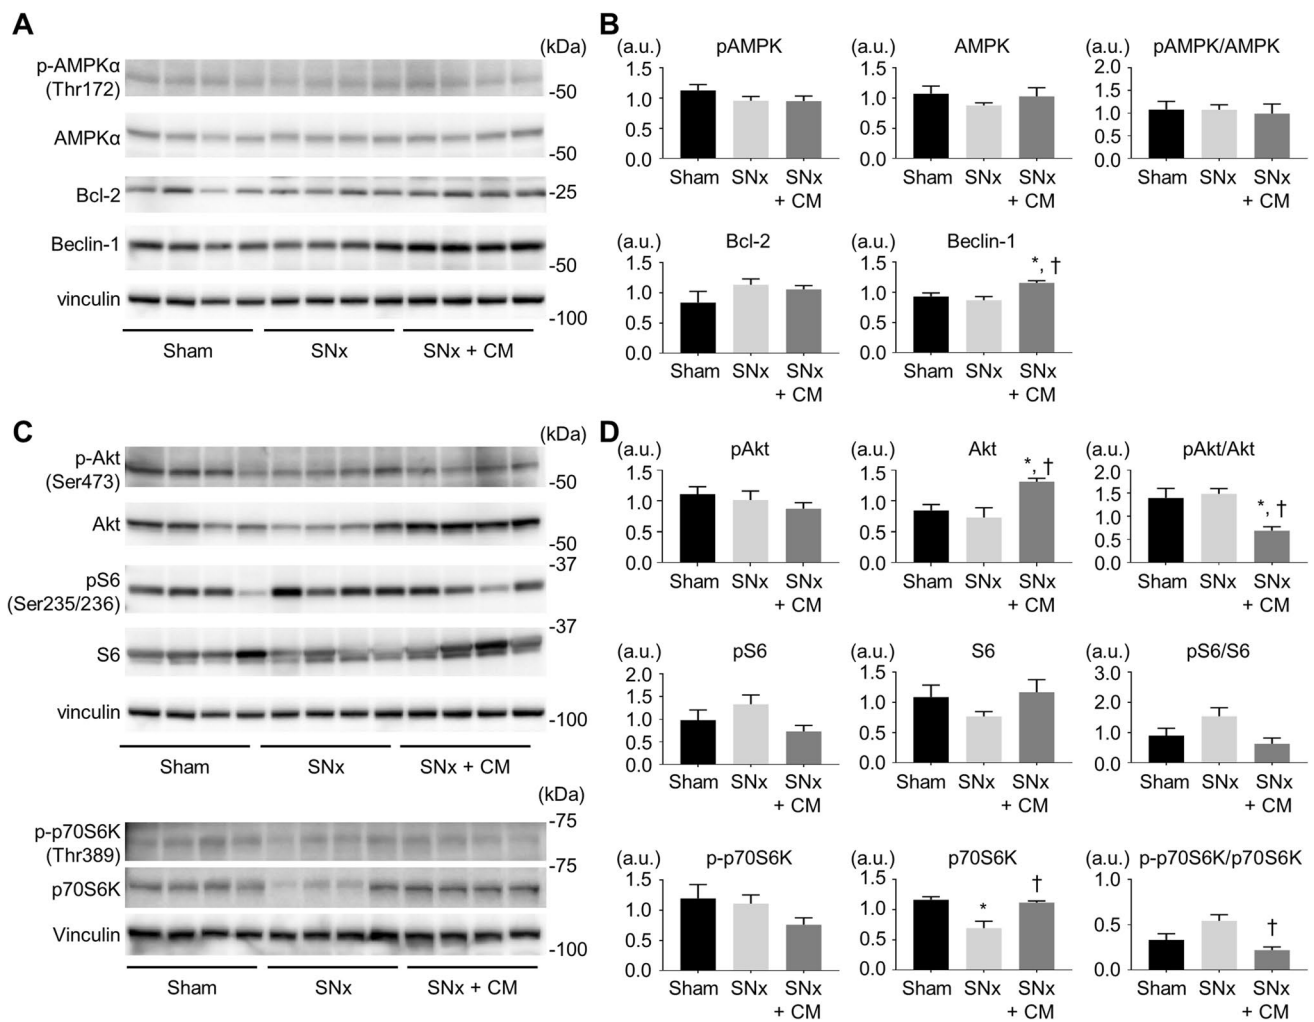 A
(kDa)
p-AMPKα
(Thr172)
-50
AMPKα
-50
Bcl-2
-25
Beclin-1
-50
vinculin
-100
Sham SNx SNx + CM
B
(a.u.) pAMPK
1.5
1.0
0.5
0.0
Sham SNx SNx
+ CM
(a.u.) AMPK
1.5
1.0
0.5
0.0
Sham SNx SNx
+ CM
(a.u.) pAMPK/AMPK
2.0
1.5
1.0
0.5
0.0
Sham SNx SNx
+ CM
(a.u.) Bcl-2
1.5
1.0
0.5
0.0
Sham SNx SNx
+ CM
(a.u.) Beclin-1
*, †
1.5
1.0
0.5
0.0
Sham SNx SNx
+ CM
C
(kDa)
p-Akt
(Ser473)
-50
Akt
-50
-37
pS6
(Ser235/236)
-37
S6
vinculin
-100
Sham SNx SNx + CM
(kDa)
-75
p-p70S6K
(Thr389)
-75
p70S6K
Vinculin
-100
Sham SNx SNx + CM
D
(a.u.) pAkt
1.5
1.0
0.5
0.0
Sham SNx SNx
+ CM
(a.u.) Akt
*, †
1.5
1.0
0.5
0.0
Sham SNx SNx
+ CM
(a.u.) pAkt/Akt
2.0
1.5
*, †
1.0
0.5
0.0
Sham SNx SNx
+ CM
(a.u.) pS6
2.0
1.5
1.0
0.5
0.0
Sham SNx SNx
+ CM
(a.u.) S6
1.5
1.0
0.5
0.0
Sham SNx SNx
+ CM
(a.u.) pS6/S6
3.0
2.0
1.0
0.0
Sham SNx SNx
+ CM
(a.u.) p-p70S6K
1.5
1.0
0.5
0.0
Sham SNx SNx
+ CM
(a.u.) p70S6K
1.5
* †
1.0
0.5
0.0
Sham SNx SNx
+ CM
(a.u.) p-p70S6K/p70S6K
1.0
0.5
†
0.0
Sham SNx SNx
+ CM